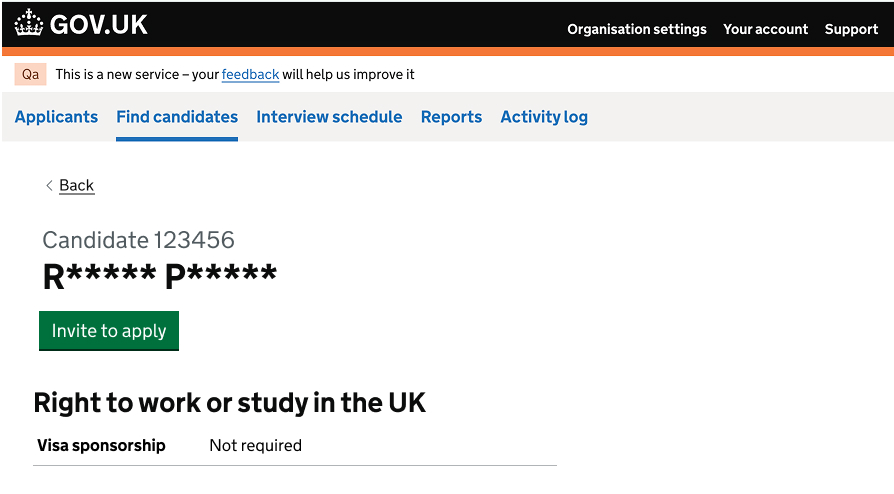 GOV.UK
Organisation settings Your account Support
Qa This is a new service – your feedback will help us improve it
Applicants Find candidates Interview schedule Reports Activity log
Back
Candidate 123456
R***** P*****
Invite to apply
Right to work or study in the UK
Visa sponsorship Not required